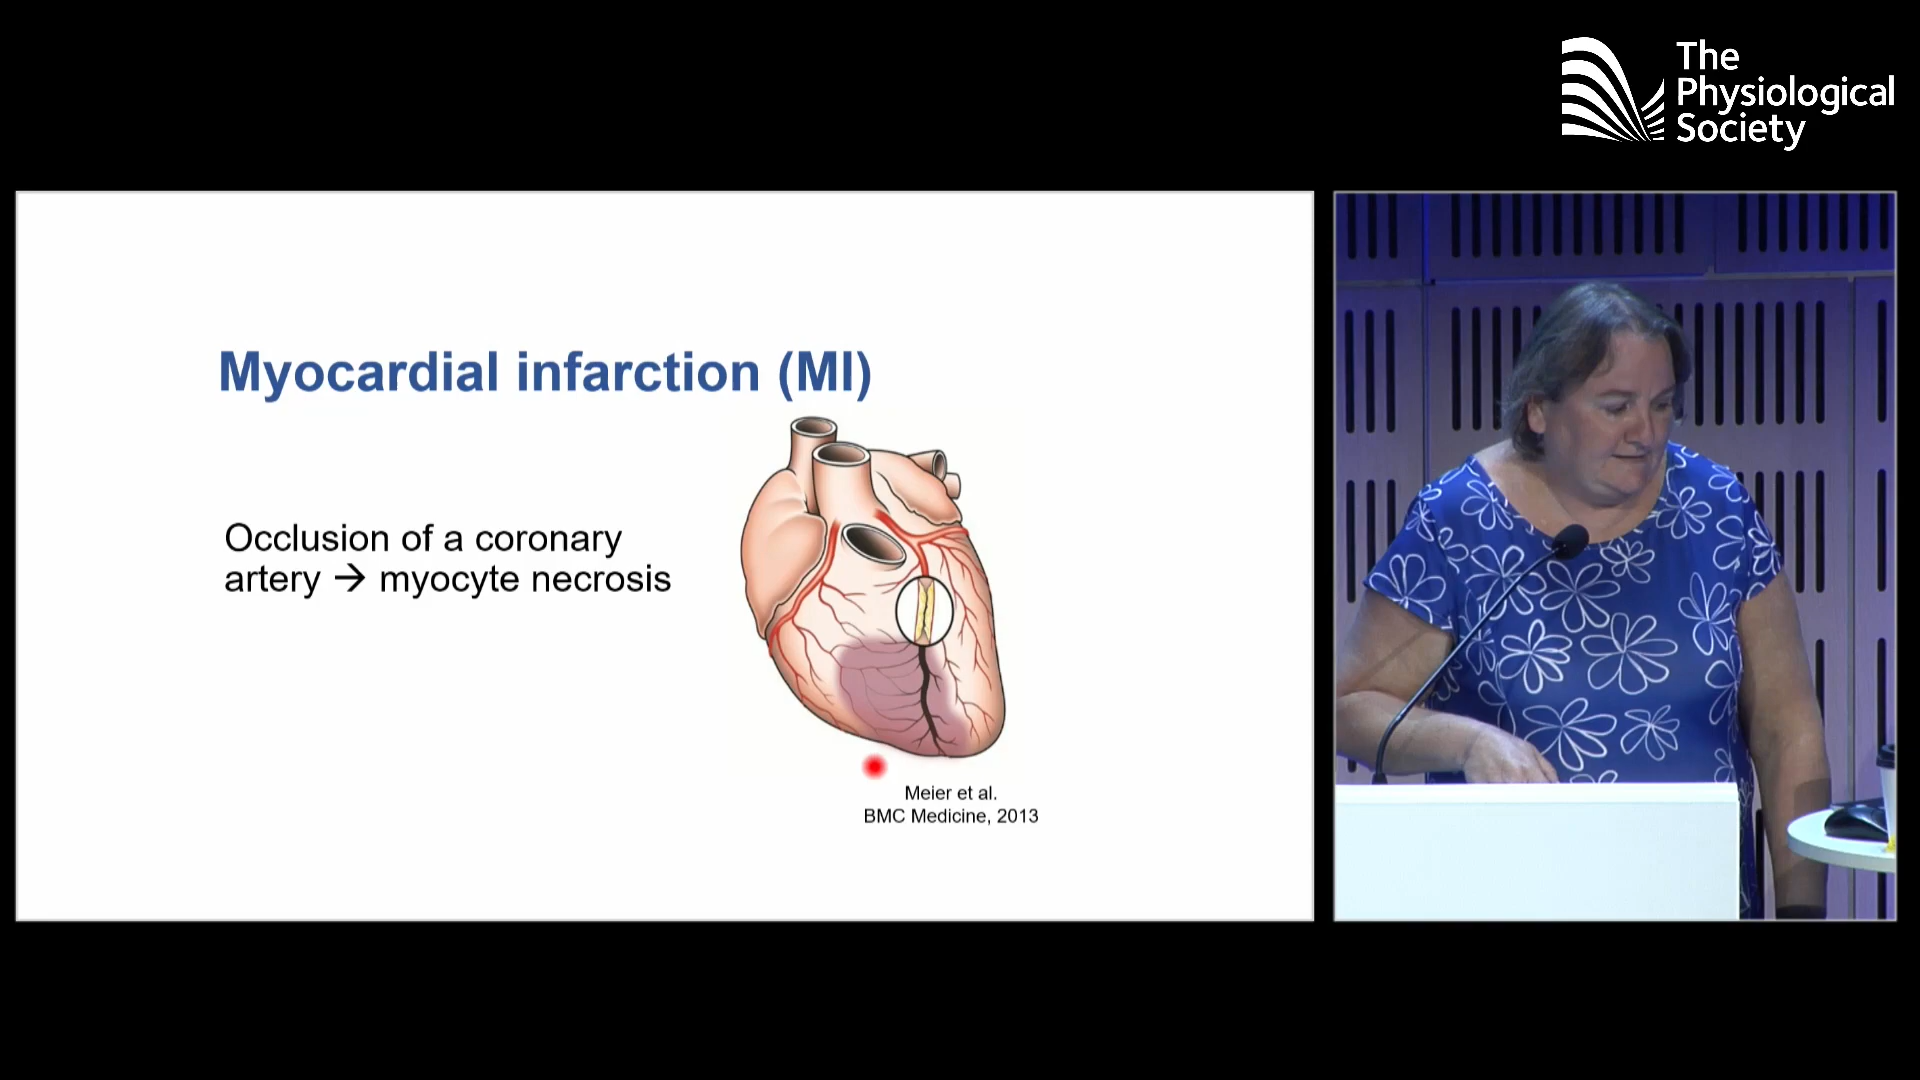 The
Physiological
Society
Myocardial infarction (MI)
Occlusion of a coronary
artery → myocyte necrosis
Meier et al.
BMC Medicine, 2013